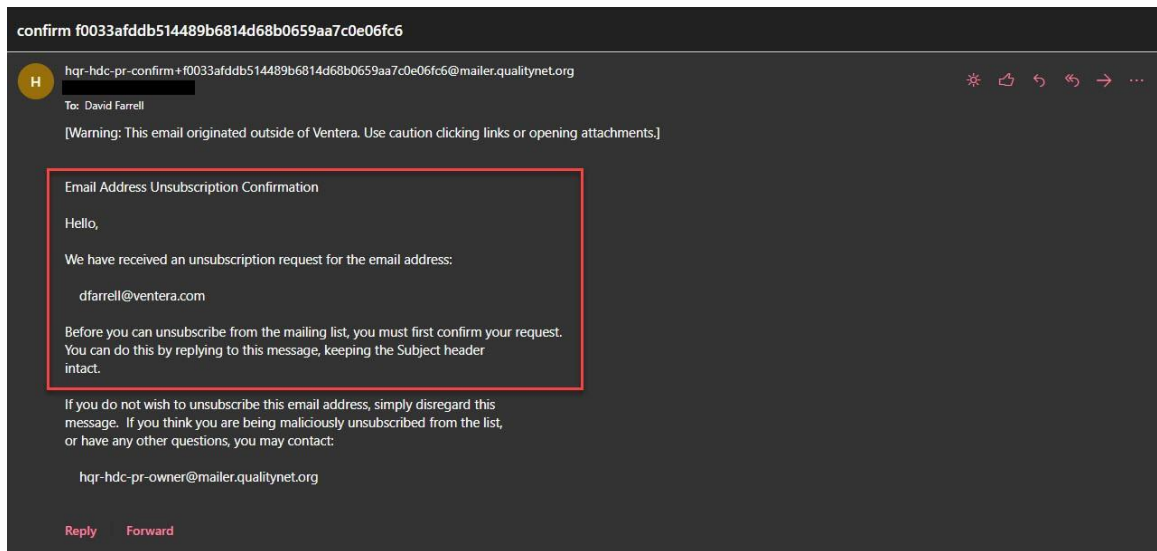 confirm f0033afddb514489b6814d68b0659aa7c0e06fc6
H
hqr-hdc-pr-confirm+f0033afddb514489b6814d68b0659aa7c0e06fc6@mailer.qualitynet.org
To: David Farrell
[Warning: This email originated outside of Ventera. Use caution clicking links or opening attachments.]
Email Address Unsubscription Confirmation
Hello,
We have received an unsubscription request for the email address:
dfarrell@ventera.com
Before you can unsubscribe from the mailing list, you must first confirm your request.
You can do this by replying to this message, keeping the Subject header
intact.
If you do not wish to unsubscribe this email address, simply disregard this
message. If you think you are being maliciously unsubscribed from the list,
or have any other questions, you may contact:
hqr-hdc-pr-owner@mailer.qualitynet.org
Reply Forward